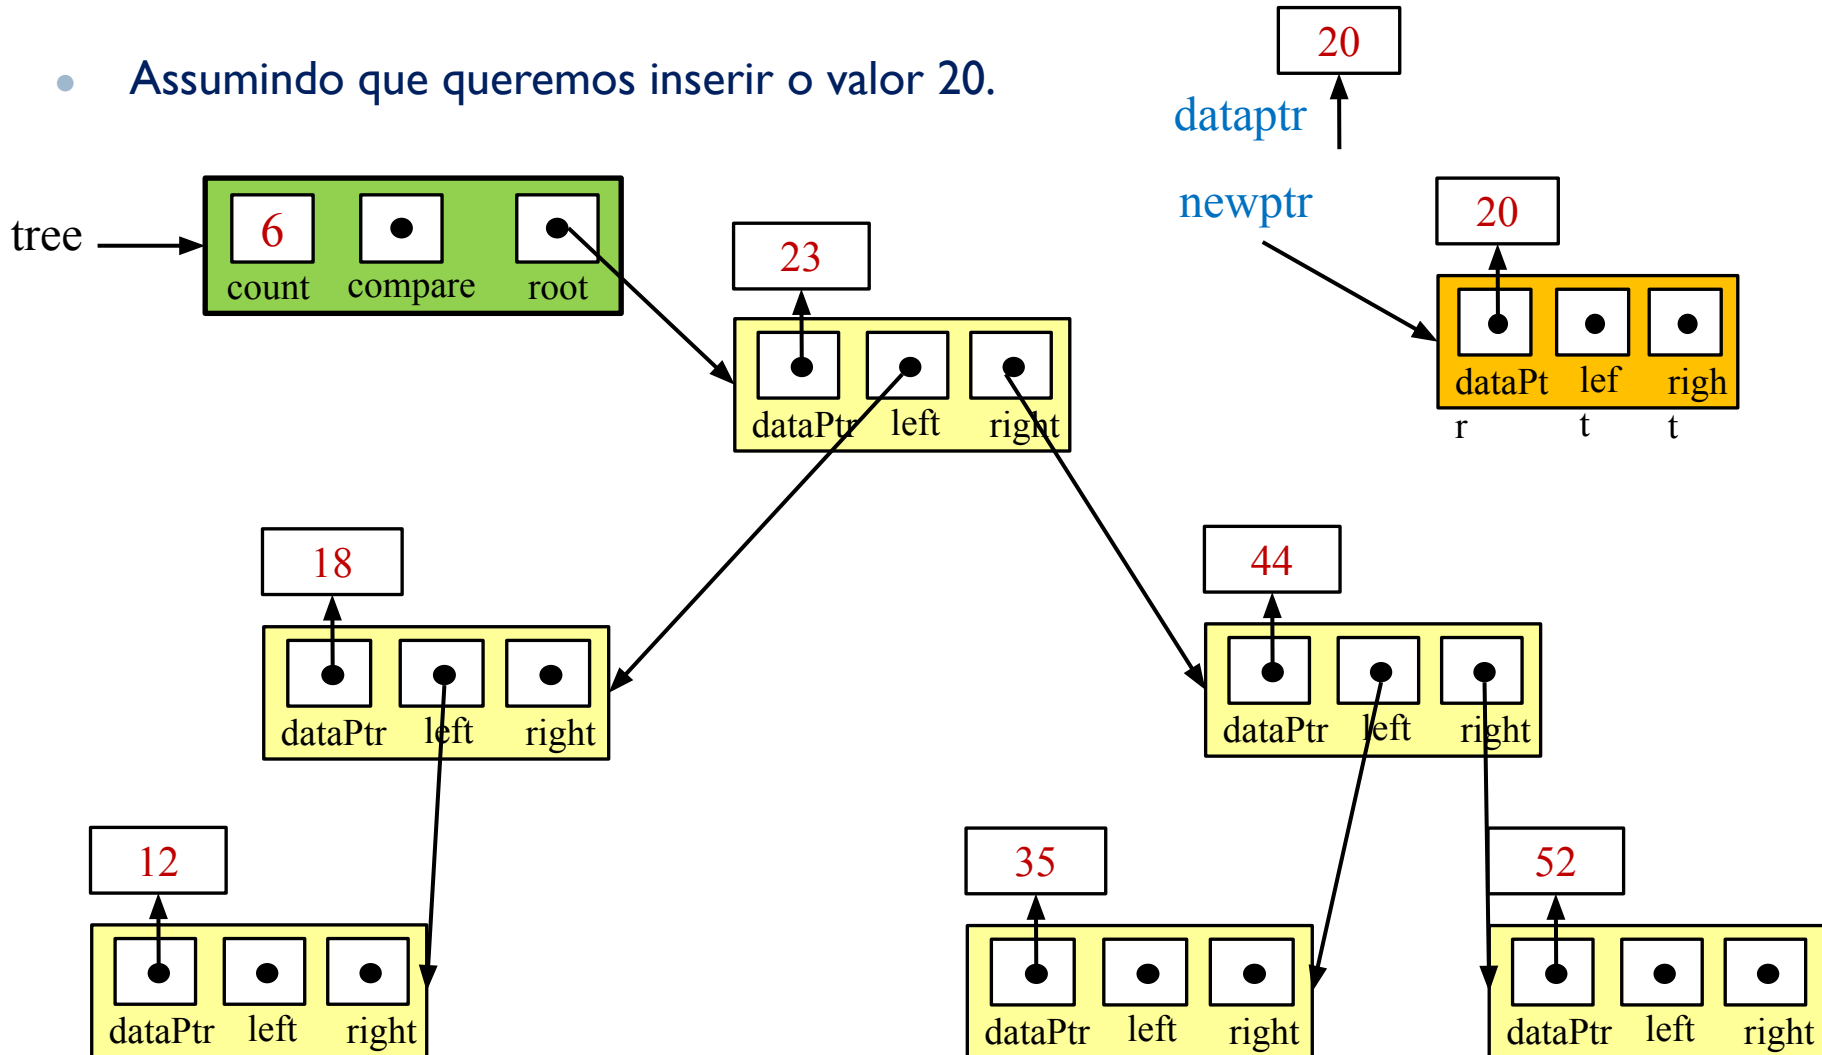 20
Assumindo que queremos inserir o valor 20.
dataptr
newptr
20
tree
6
count compare root
23
dataPt lef righ
r t t
dataPtr left right
18
44
dataPtr left right
dataPtr left right
12
35
52
dataPtr left right
dataPtr left right
dataPtr left right